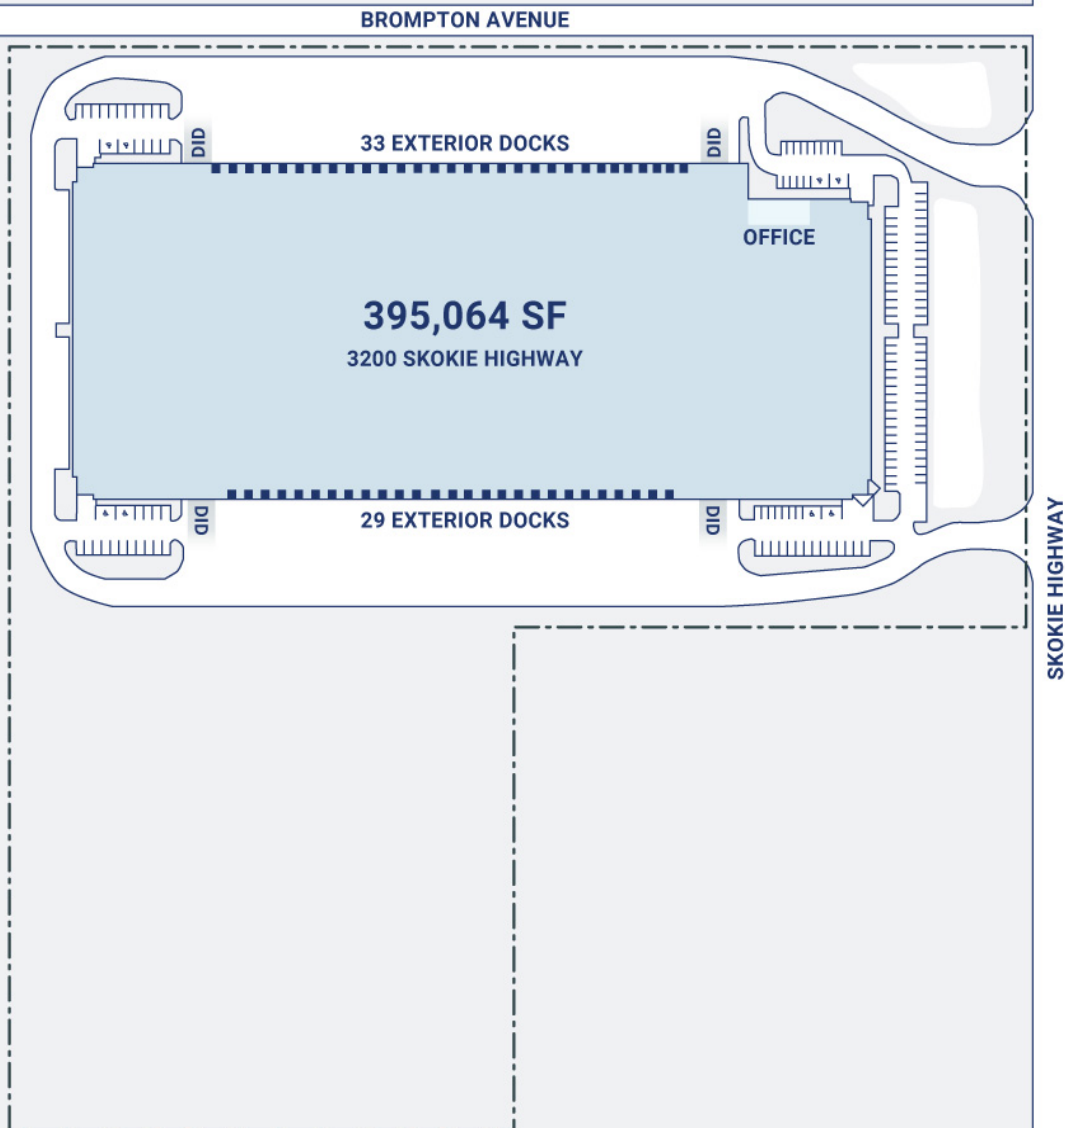 BROMPTON AVENUE
DID
33 EXTERIOR DOCKS
DID
OFFICE
395,064 SF
3200 SKOKIE HIGHWAY
DID
29 EXTERIOR DOCKS
DID
SKOKIE HIGHWAY